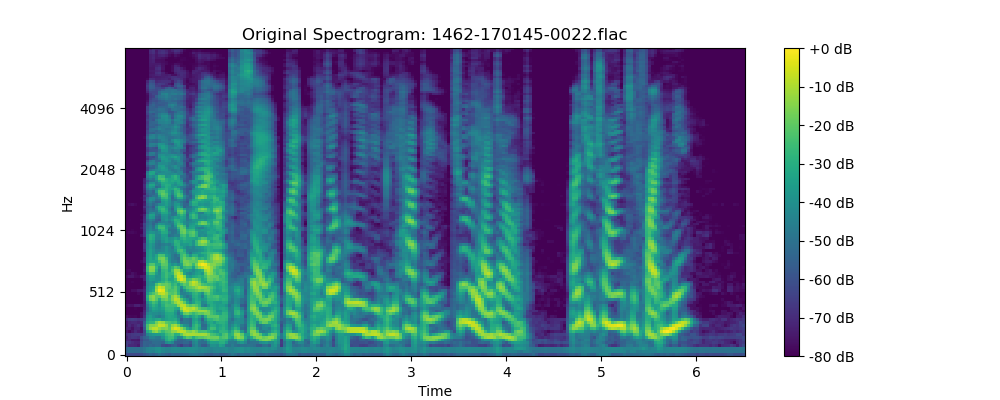 Original Spectrogram: 1462-170145-0022.flac
Hz
4096
2048
1024
512
0
0 1 2 3 4 5 6
Time
+0 dB
-10 dB
-20 dB
-30 dB
-40 dB
-50 dB
-60 dB
-70 dB
-80 dB